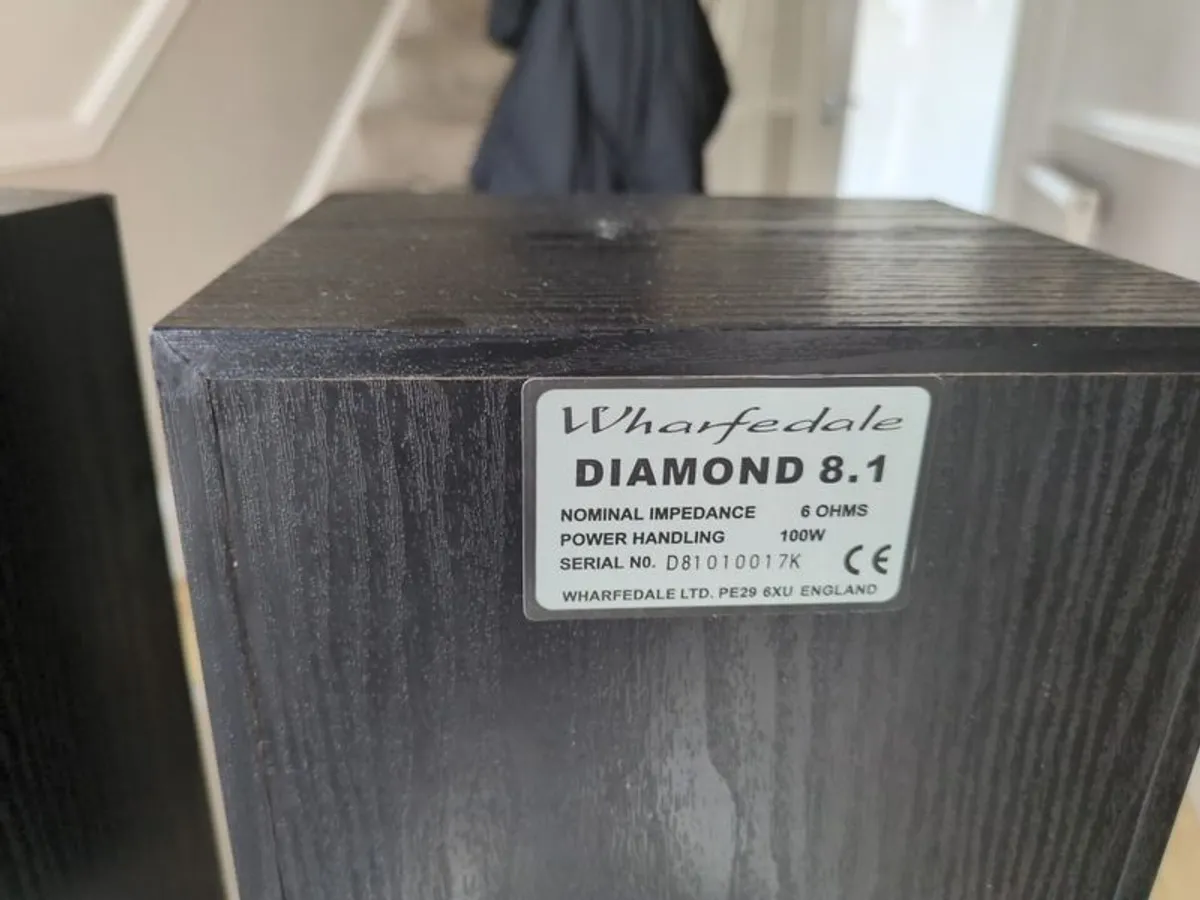 Wharfedale
DIAMOND 8.1
NOMINAL IMPEDANCE 6 OHMS
POWER HANDLING 100W
SERIAL N0. D81010017K CE
WHARFEDALE LTD. PE29 6XU ENGLAND